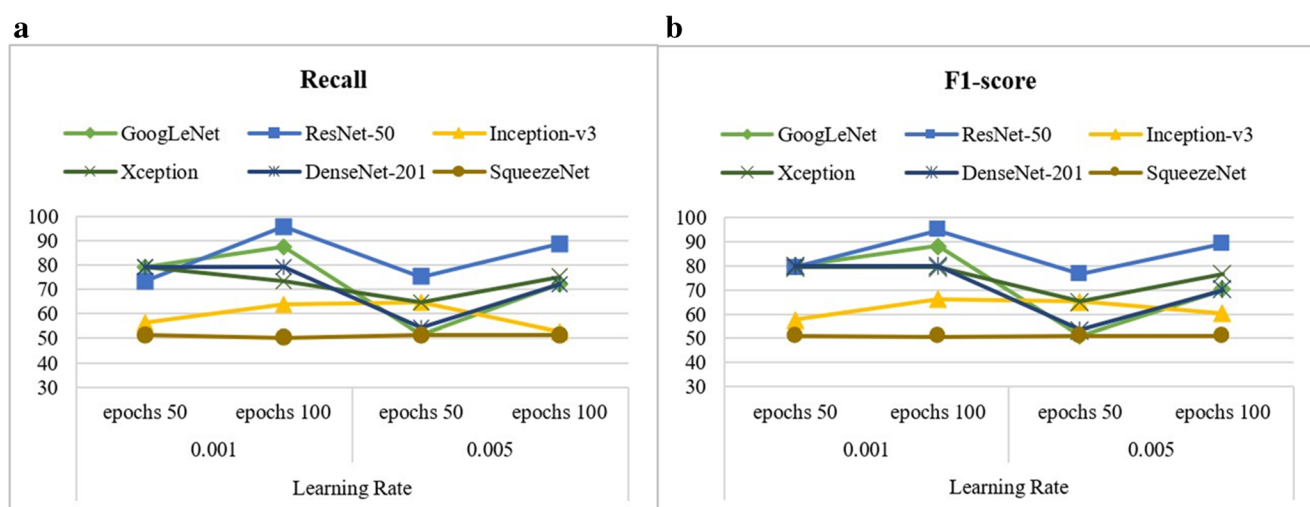 a
Recall
GoogLeNet ResNet-50 Inception-v3
Xception DenseNet-201 SqueezeNet
100
90
80
70
60
50
40
30
epochs 50 epochs 100 epochs 50 epochs 100
0.001 0.005
Learning Rate
b
F1-score
GoogLeNet ResNet-50 Inception-v3
Xception DenseNet-201 SqueezeNet
100
90
80
70
60
50
40
30
epochs 50 epochs 100 epochs 50 epochs 100
0.001 0.005
Learning Rate